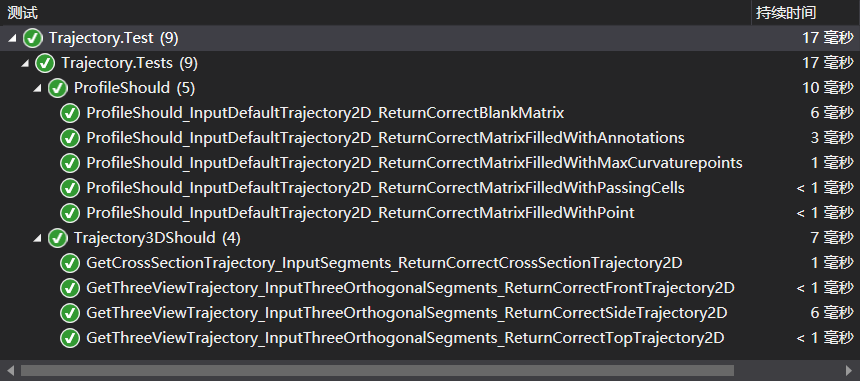 测试 持续时间
Trajectory.Test (9) 17 毫秒
Trajectory.Tests (9) 17 毫秒
ProfileShould (5) 10 毫秒
ProfileShould_InputDefaultTrajectory2D_ReturnCorrectBlankMatrix 6 毫秒
ProfileShould_InputDefaultTrajectory2D_ReturnCorrectMatrixFilledWithAnnotations 3 毫秒
ProfileShould_InputDefaultTrajectory2D_ReturnCorrectMatrixFilledWithMaxCurvaturepoints 1 毫秒
ProfileShould_InputDefaultTrajectory2D_ReturnCorrectMatrixFilledWithPassingCells < 1 毫秒
ProfileShould_InputDefaultTrajectory2D_ReturnCorrectMatrixFilledWithPoint < 1 毫秒
Trajectory3DShould (4) 7 毫秒
GetCrossSectionTrajectory_InputSegments_ReturnCorrectCrossSectionTrajectory2D 1 毫秒
GetThreeViewTrajectory_InputThreeOrthogonalSegments_ReturnCorrectFrontTrajectory2D < 1 毫秒
GetThreeViewTrajectory_InputThreeOrthogonalSegments_ReturnCorrectSideTrajectory2D 6 毫秒
GetThreeViewTrajectory_InputThreeOrthogonalSegments_ReturnCorrectTopTrajectory2D < 1 毫秒